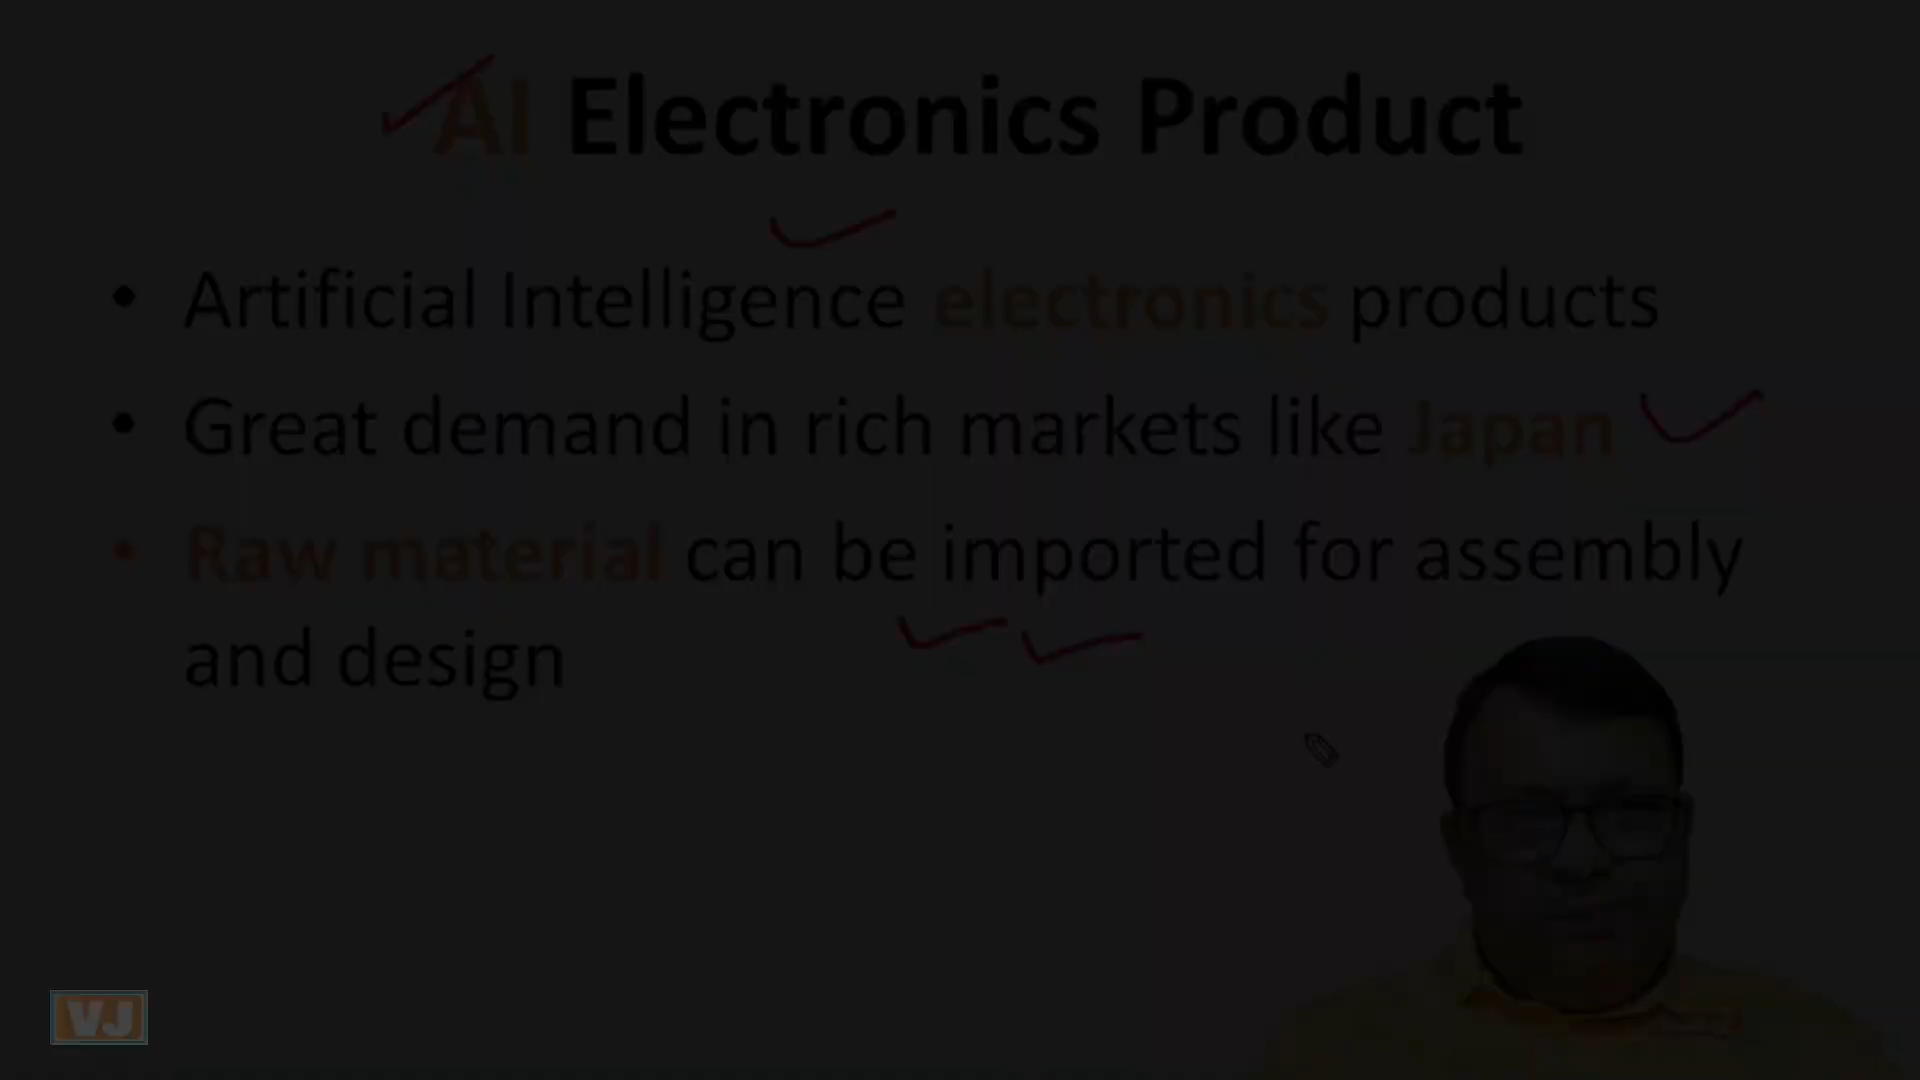 AI Electronics Product
• Artificial Intelligence electronics products
• Great demand in rich markets like Japan
• Raw material can be imported for assembly
and design
VJ